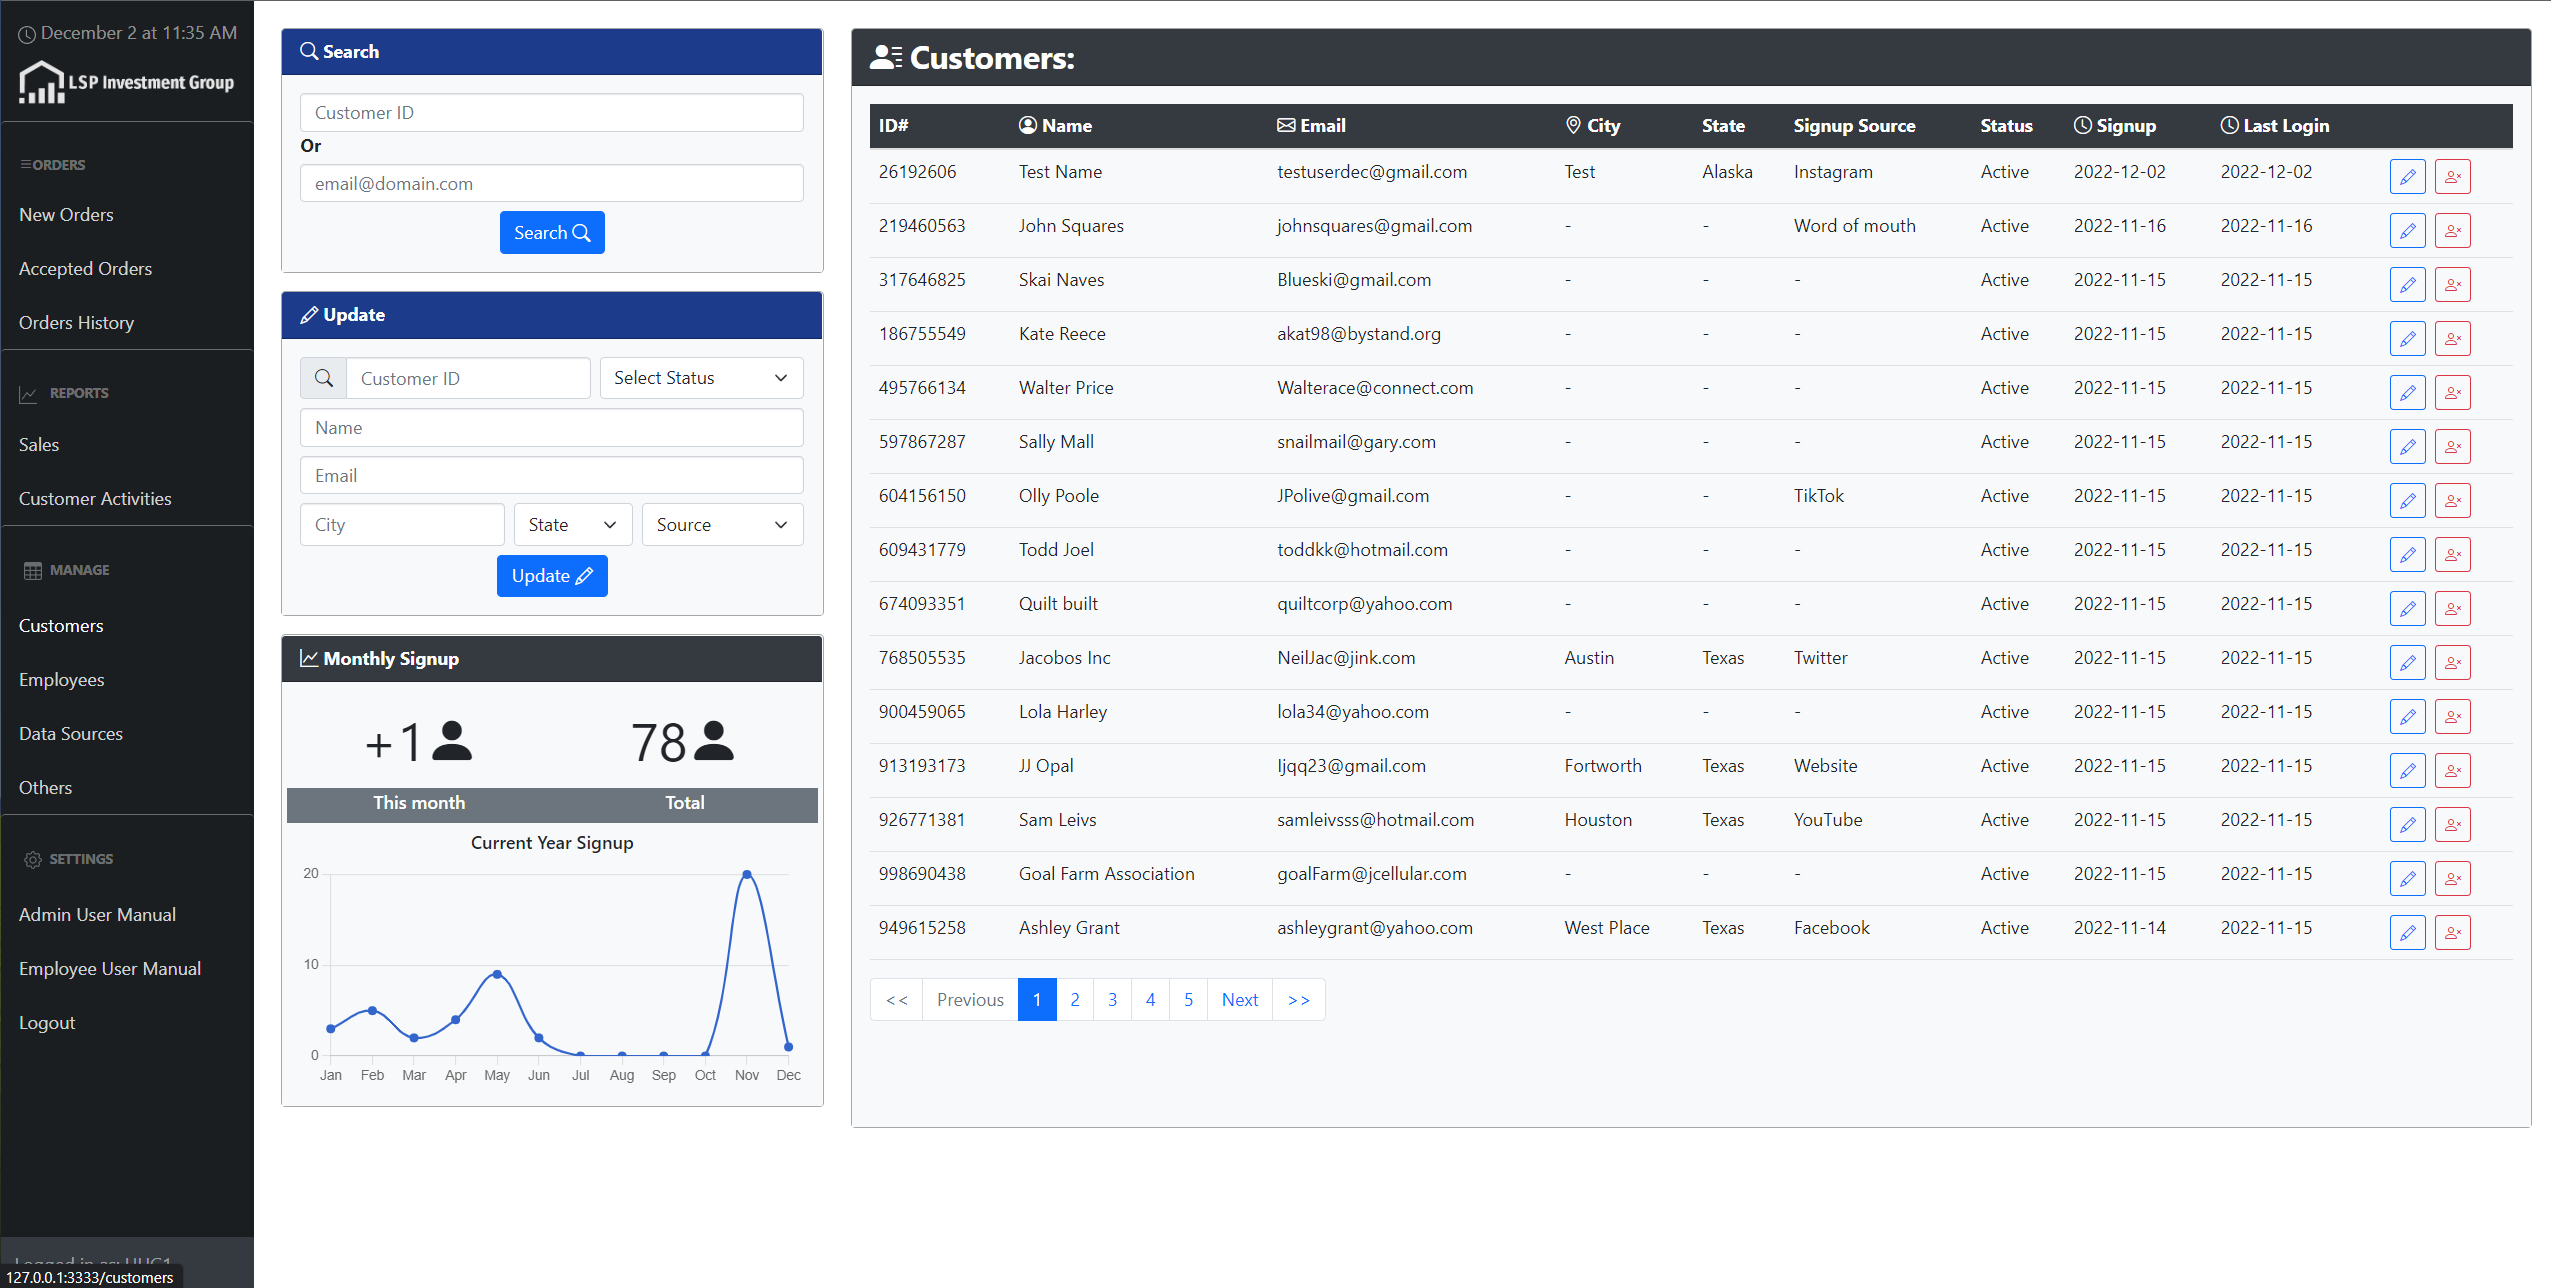 December 2 at 11:35 AM
LSP Investment Group
ORDERS
New Orders
Accepted Orders
Orders History
REPORTS
Sales
Customer Activities
MANAGE
Customers
Employees
Data Sources
Others
SETTINGS
Admin User Manual
Employee User Manual
Logout
127.0.0.1:3333/customers
Search
Customer ID
Or
email@domain.com
Search
Update
Customer ID Select Status
Name
Email
City State Source
Update
Monthly Signup
+1 78
This month Total
Current Year Signup
20
10
0
Jan Feb Mar Apr May Jun Jul Aug Sep Oct Nov Dec
Customers:
ID# Name Email City State Signup Source Status Signup Last Login
26192606 Test Name testuserdec@gmail.com Test Alaska Instagram Active 2022-12-02 2022-12-02
219460563 John Squares johnsquares@gmail.com - - Word of mouth Active 2022-11-16 2022-11-16
317646825 Skai Naves Blueski@gmail.com - - - Active 2022-11-15 2022-11-15
186755549 Kate Reece akat98@bystand.org - - - Active 2022-11-15 2022-11-15
495766134 Walter Price Walterace@connect.com - - - Active 2022-11-15 2022-11-15
597867287 Sally Mall snailmail@gary.com - - - Active 2022-11-15 2022-11-15
604156150 Olly Poole JPolive@gmail.com - - TikTok Active 2022-11-15 2022-11-15
609431779 Todd Joel toddkk@hotmail.com - - - Active 2022-11-15 2022-11-15
674093351 Quilt built quiltcorp@yahoo.com - - - Active 2022-11-15 2022-11-15
768505535 Jacobos Inc NeilJac@jink.com Austin Texas Twitter Active 2022-11-15 2022-11-15
900459065 Lola Harley lola34@yahoo.com - - - Active 2022-11-15 2022-11-15
913193173 JJ Opal ljqq23@gmail.com Fortworth Texas Website Active 2022-11-15 2022-11-15
926771381 Sam Leivs samleivsss@hotmail.com Houston Texas YouTube Active 2022-11-15 2022-11-15
998690438 Goal Farm Association goalFarm@jcellular.com - - - Active 2022-11-15 2022-11-15
949615258 Ashley Grant ashleygrant@yahoo.com West Place Texas Facebook Active 2022-11-14 2022-11-15
<< Previous 1 2 3 4 5 Next >>